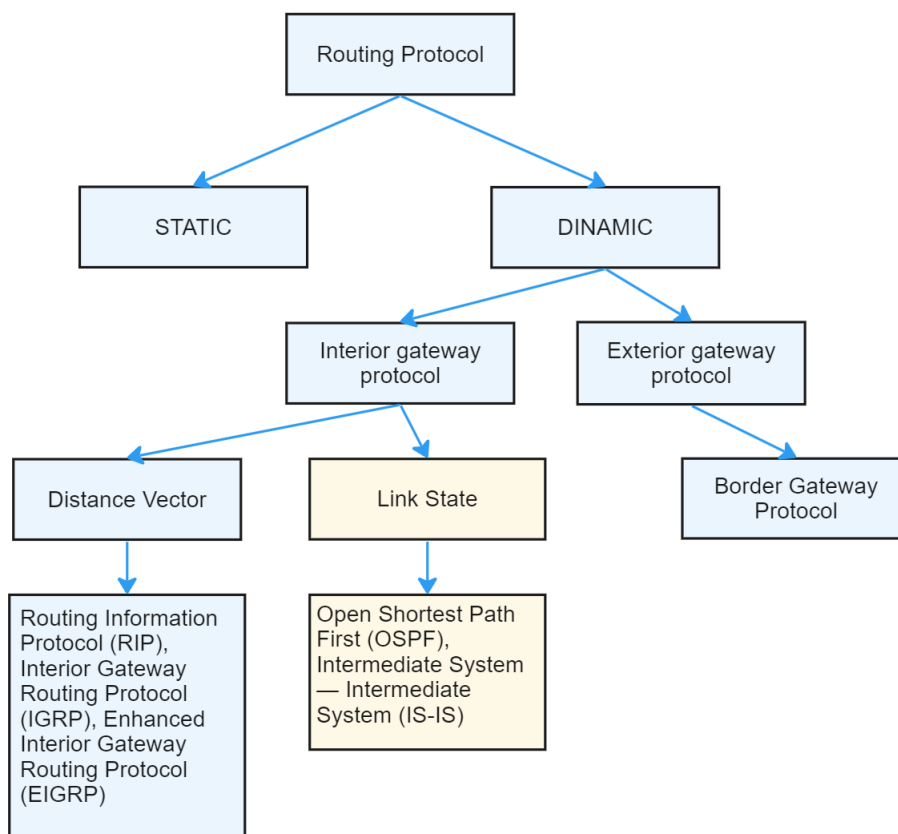 Routing Protocol
STATIC
DINAMIC
Interior gateway
protocol
Exterior gateway
protocol
Distance Vector
Link State
Border Gateway
Protocol
Routing Information
Protocol (RIP),
Interior Gateway
Routing Protocol
(IGRP), Enhanced
Interior Gateway
Routing Protocol
(EIGRP)
Open Shortest Path
First (OSPF),
Intermediate System
— Intermediate
System (IS-IS)